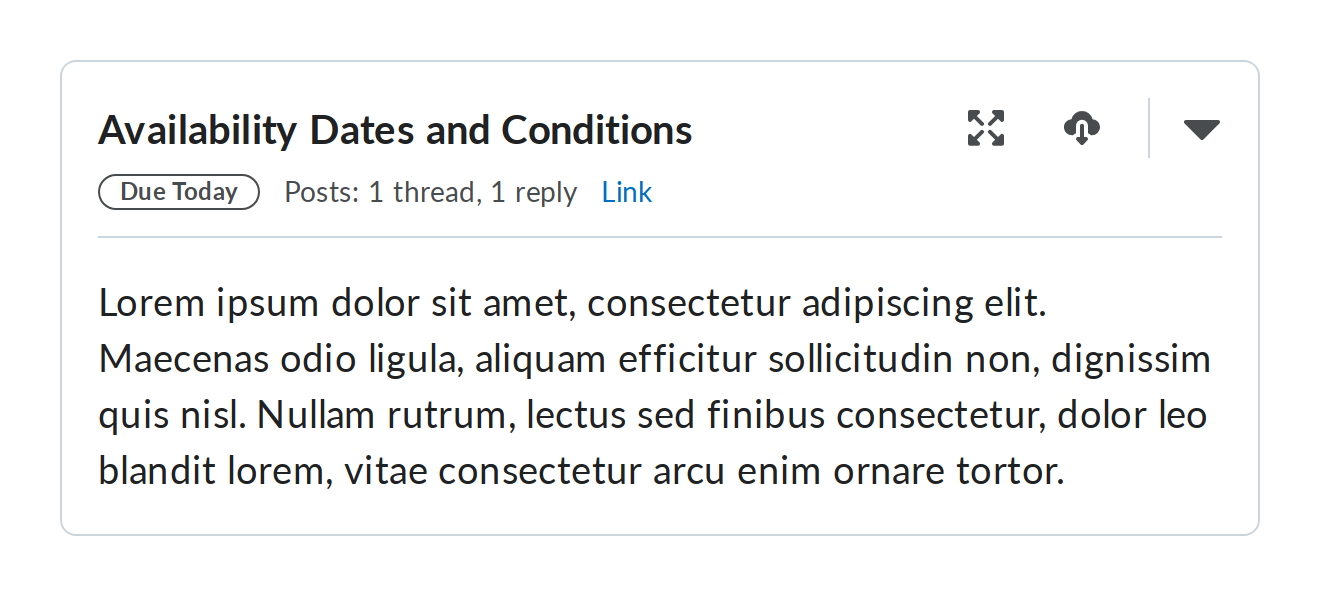 Availability Dates and Conditions
Due Today Posts: 1 thread, 1 reply Link
Lorem ipsum dolor sit amet, consectetur adipiscing elit.
Maecenas odio ligula, aliquam efficitur sollicitudin non, dignissim
quis nisl. Nullam rutrum, lectus sed finibus consectetur, dolor leo
blandit lorem, vitae consectetur arcu enim ornare tortor.